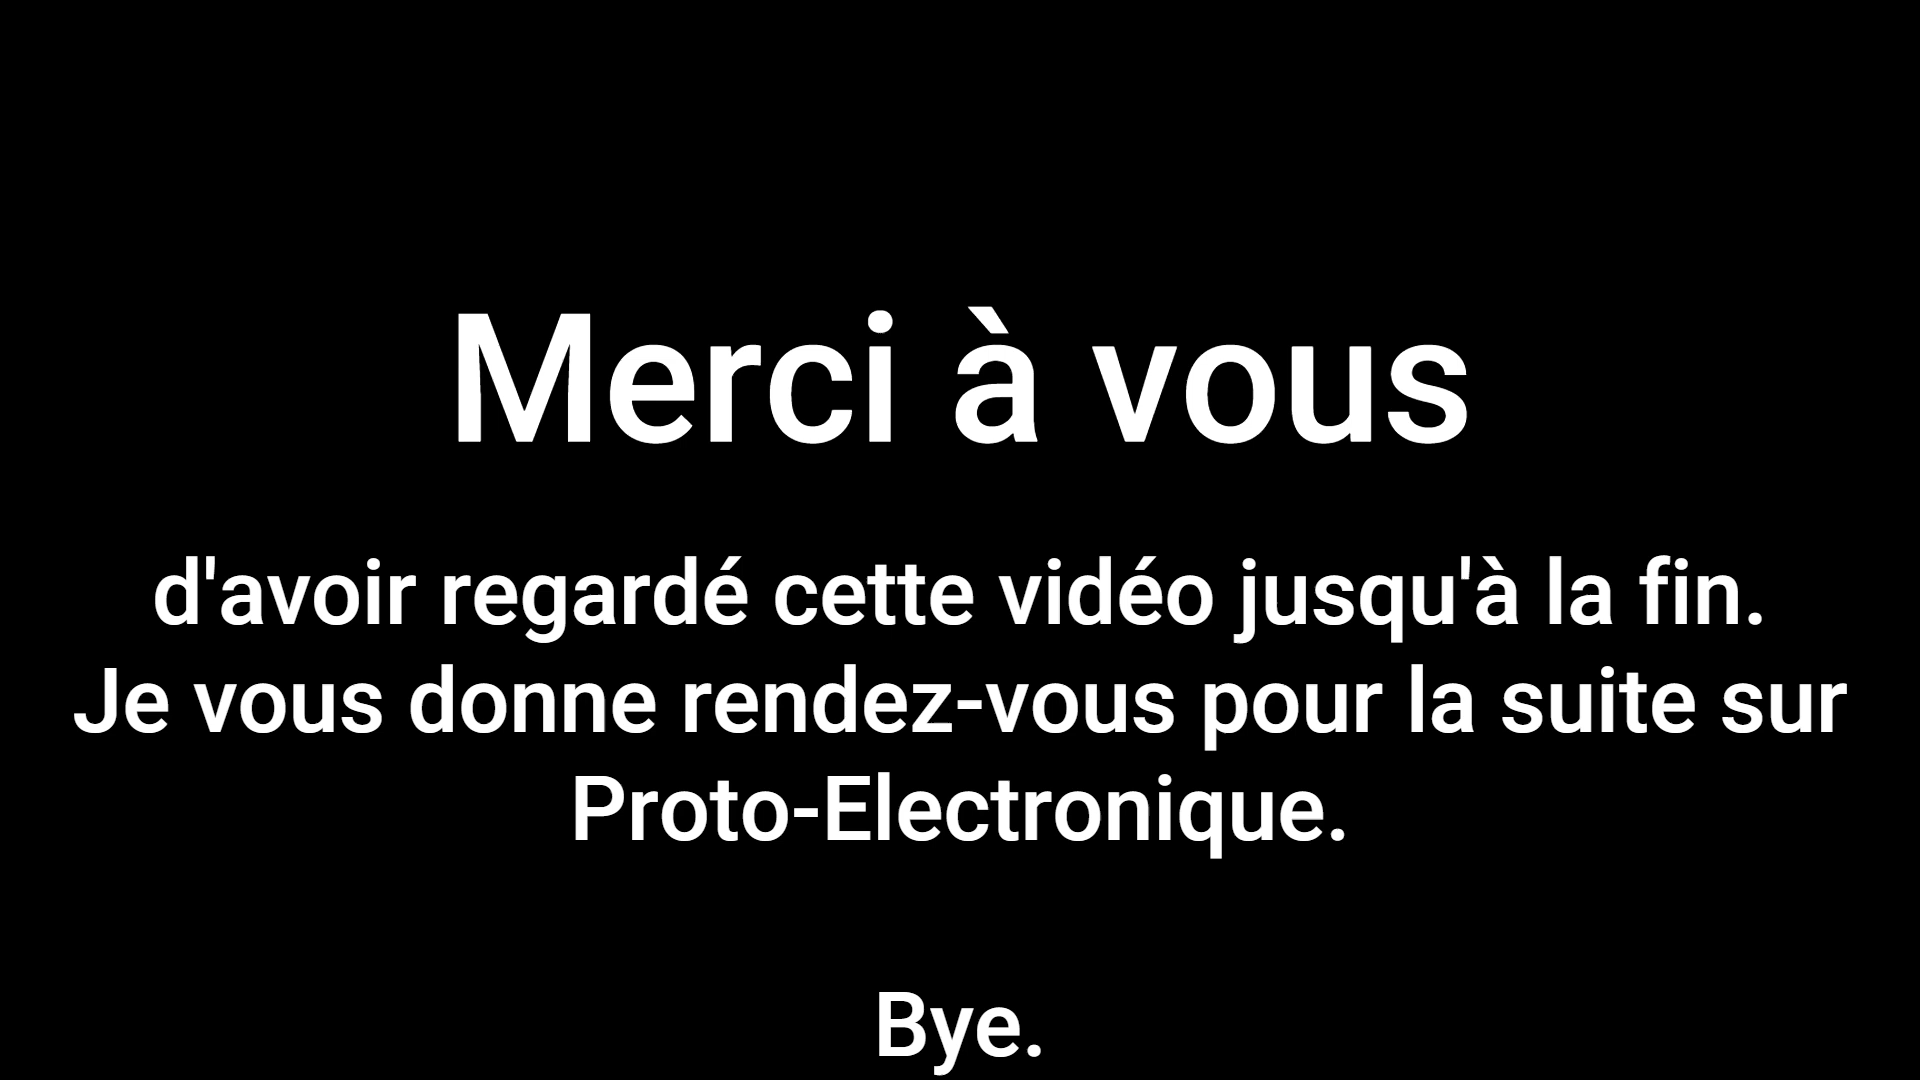 Merci à vous
d'avoir regardé cette vidéo jusqu'à la fin.
Je vous donne rendez-vous pour la suite sur
Proto-Electronique.
Bye.